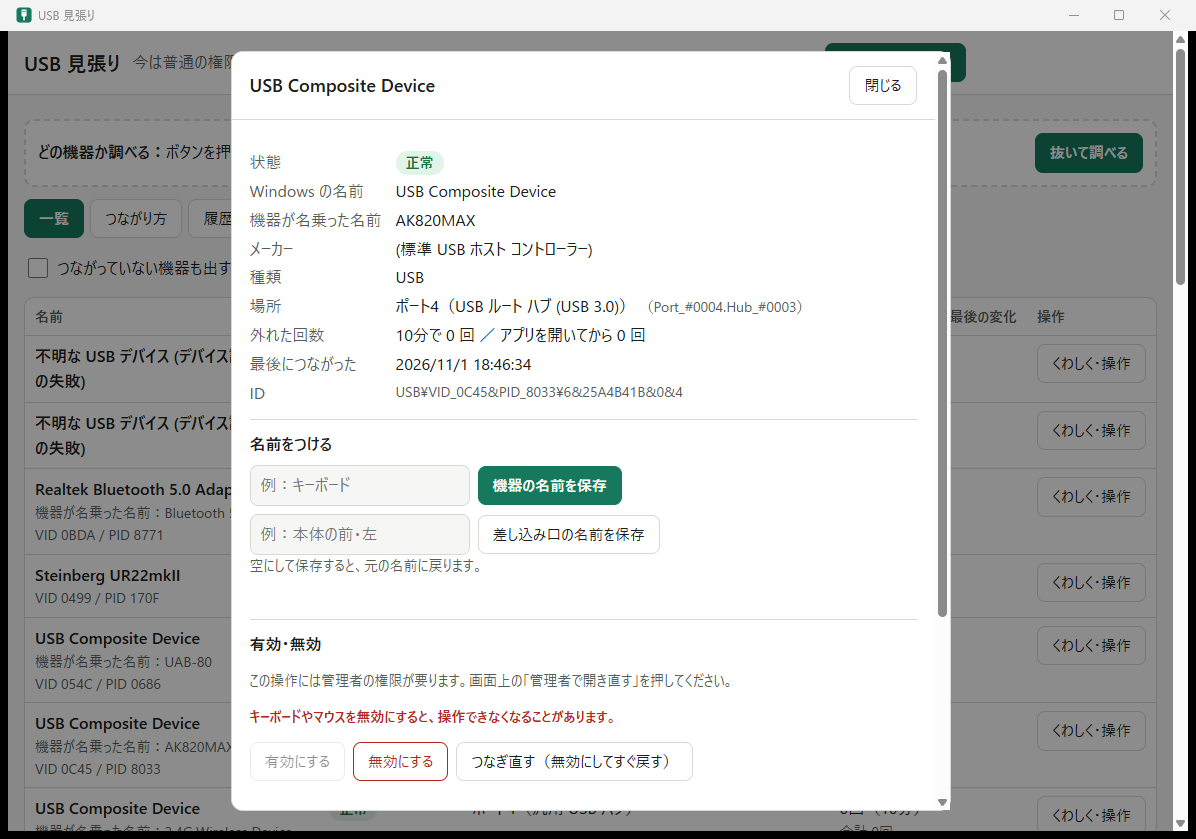 USB 見張り
USB 見張り 今は普通の権限
USB Composite Device
閉じる
どの機器か調べる：ボタンを押
抜いて調べる
一覧
つながり方
履歴
つながっていない機器も出す
名前
最後の変化
操作
不明な USB デバイス (デバイス
の失敗)
くわしく・操作
不明な USB デバイス (デバイス
の失敗)
くわしく・操作
Realtek Bluetooth 5.0 Adap
機器が名乗った名前：Bluetooth
VID 0BDA / PID 8771
くわしく・操作
Steinberg UR22mkII
VID 0499 / PID 170F
くわしく・操作
USB Composite Device
機器が名乗った名前：UAB-80
VID 054C / PID 0686
くわしく・操作
USB Composite Device
機器が名乗った名前：AK820MAX
VID 0C45 / PID 8033
くわしく・操作
USB Composite Device
くわしく・操作
状態 正常
Windows の名前 USB Composite Device
機器が名乗った名前 AK820MAX
メーカー (標準 USB ホスト コントローラー)
種類 USB
場所 ポート4（USB ルート ハブ (USB 3.0)） （Port_#0004.Hub_#0003）
外れた回数 10分で 0 回 ／ アプリを開いてから 0 回
最後につながった 2026/11/1 18:46:34
ID USB¥VID_0C45&PID_8033¥6&25A4B41B&0&4
名前をつける
例：キーボード
機器の名前を保存
例：本体の前・左
差し込み口の名前を保存
空にして保存すると、元の名前に戻ります。
有効・無効
この操作には管理者の権限が要ります。画面上の「管理者で開き直す」を押してください。
キーボードやマウスを無効にすると、操作できなくなることがあります。
有効にする
無効にする
つなぎ直す（無効にしてすぐ戻す）